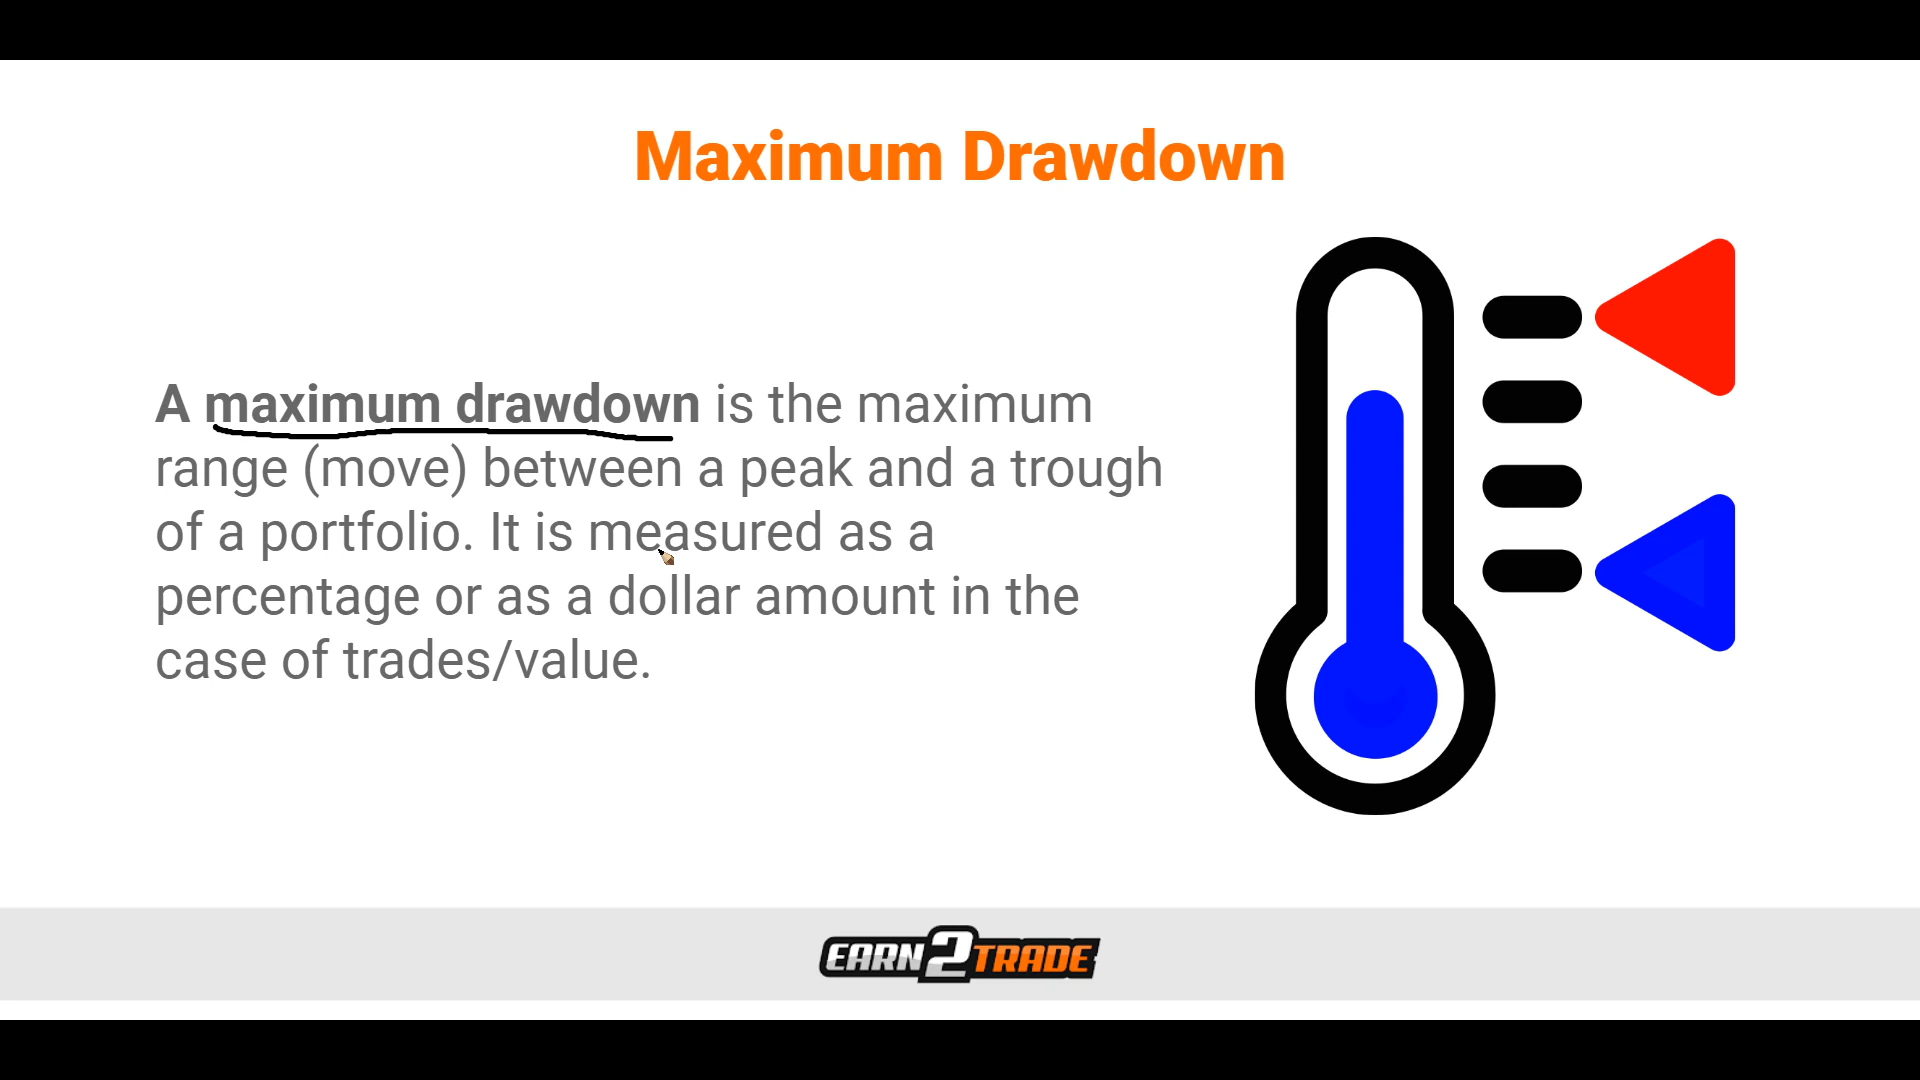 Maximum Drawdown
A maximum drawdown is the maximum
range (move) between a peak and a trough
of a portfolio. It is measured as a
percentage or as a dollar amount in the
case of trades/value.
EARN2TRADE